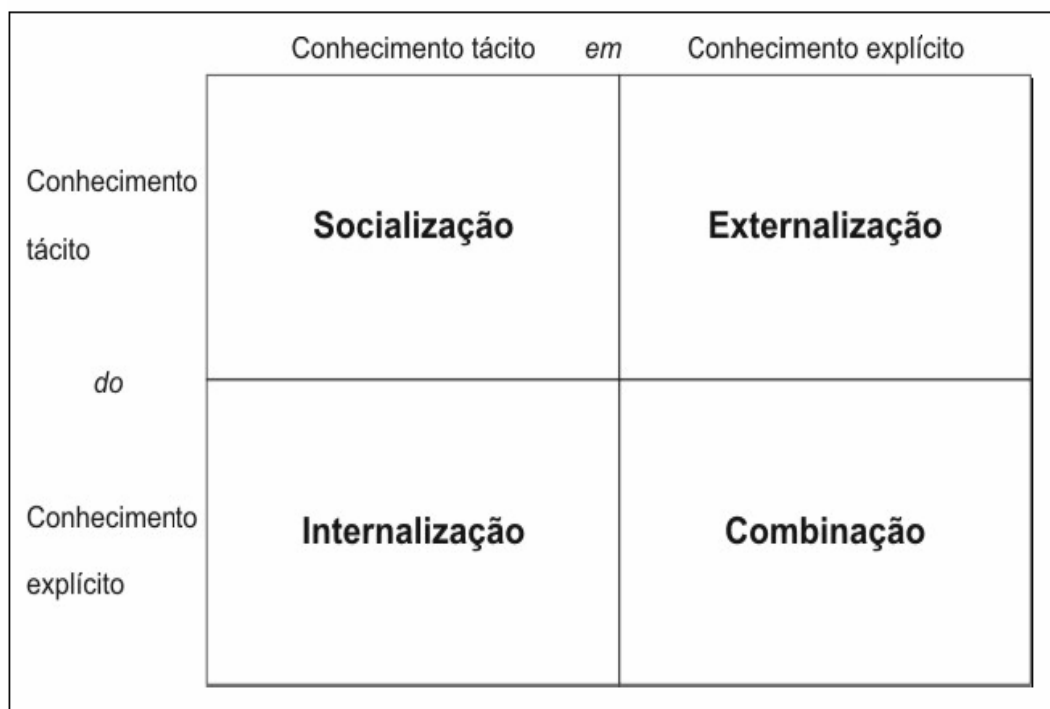 Conhecimento tácito em Conhecimento explícito
Conhecimento
tácito
Socialização Externalização
do
Conhecimento
explícito
Internalização Combinação